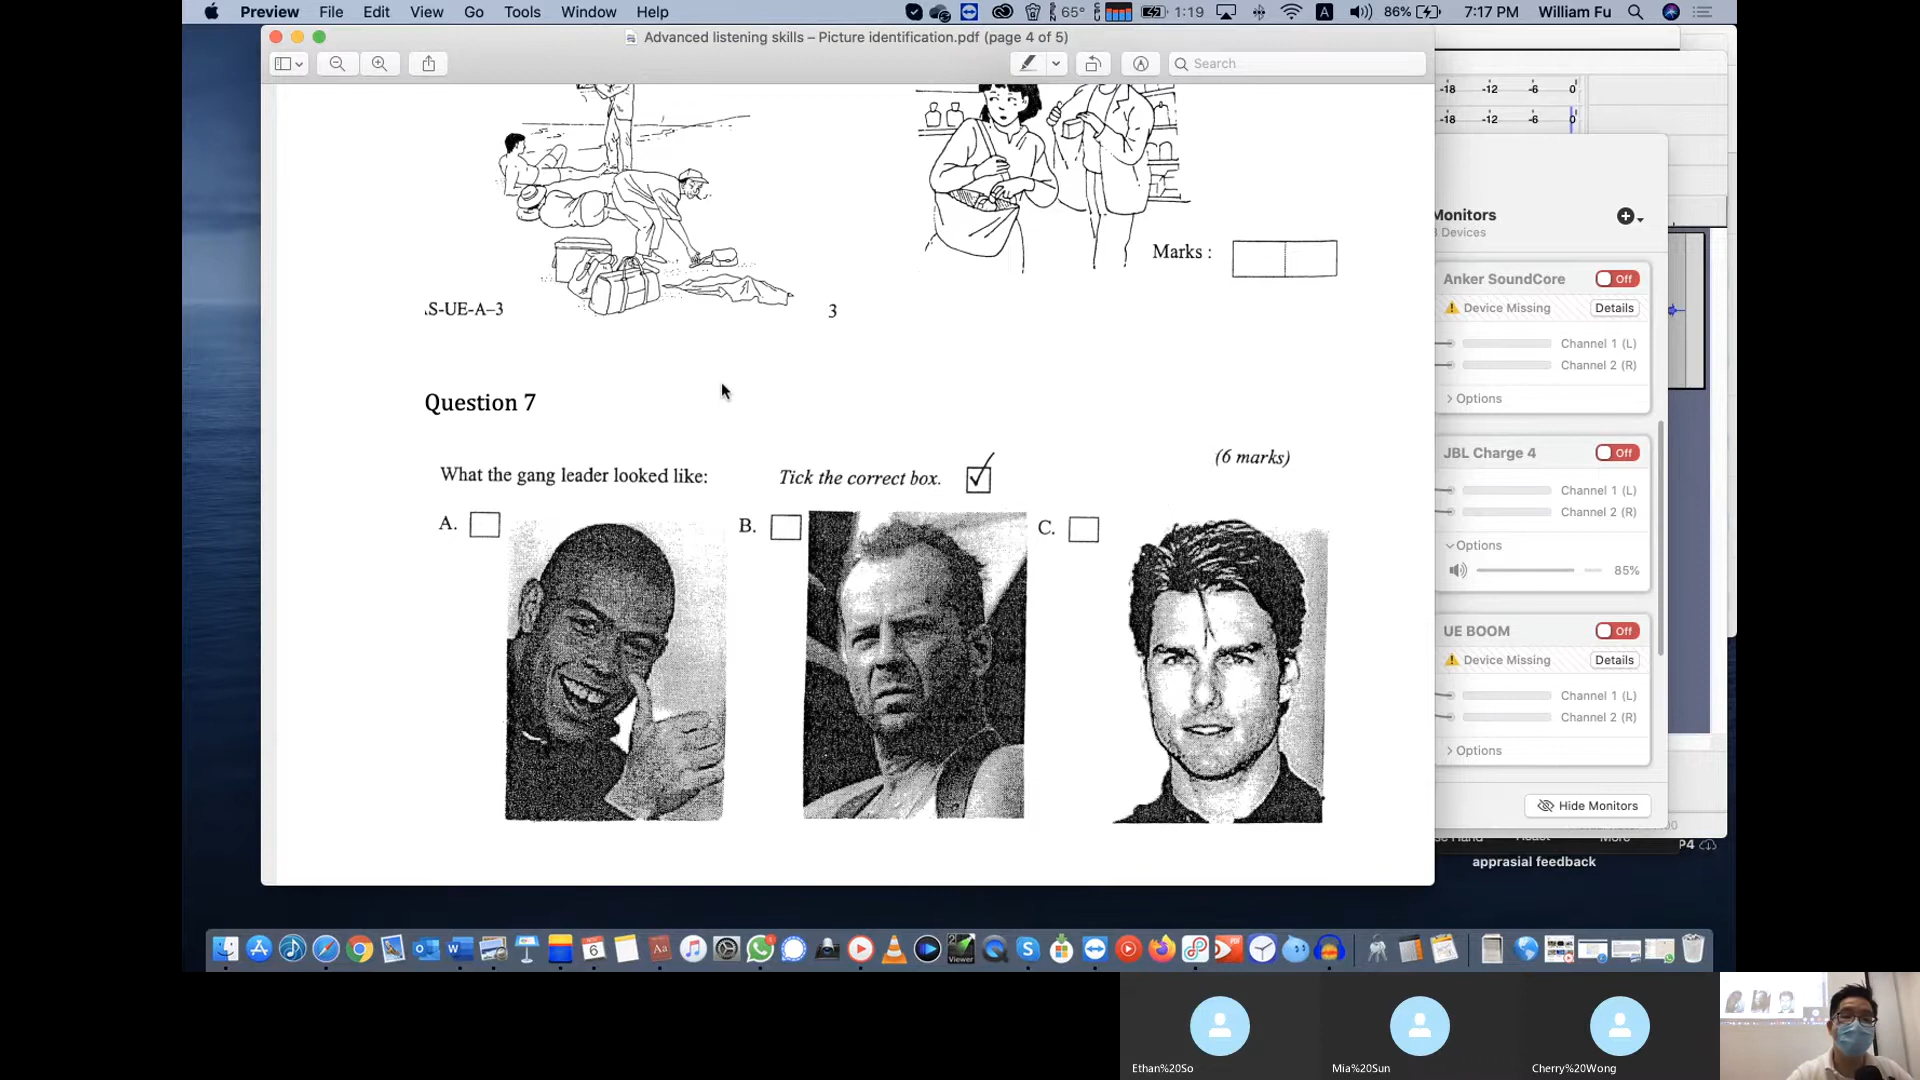 Preview File Edit View Go Tools Window Help 65° 1:19 A 86% 7:17 PM William Fu
Advanced listening skills – Picture identification.pdf (page 4 of 5)
Search
-18 -12 -6 0
-18 -12 -6 0
Marks :
.S-UE-A–3
3
Question 7
(6 marks)
What the gang leader looked like: Tick the correct box.
A. B. C.
Monitors
Devices
Anker SoundCore Off
Device Missing Details
Channel 1 (L)
Channel 2 (R)
Options
JBL Charge 4 Off
Channel 1 (L)
Channel 2 (R)
Options
85%
UE BOOM Off
Device Missing Details
Channel 1 (L)
Channel 2 (R)
Options
Hide Monitors
P4
apprasial feedback
NOV
6
Aa
Viewer
Ethan%20So Mia%20Sun Cherry%20Wong